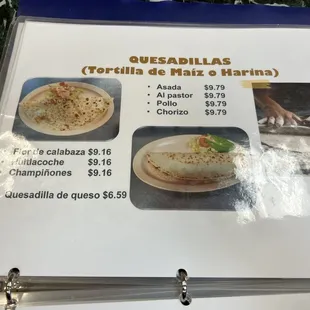 QUESADILLAS
(Tortilla de Maíz o Harina)
• Asada $9.79
• Al pastor $9.79
• Pollo $9.79
• Chorizo $9.79
• Flor de calabaza $9.16
• Huitlacoche $9.16
• Champiñones $9.16
Quesadilla de queso $6.59